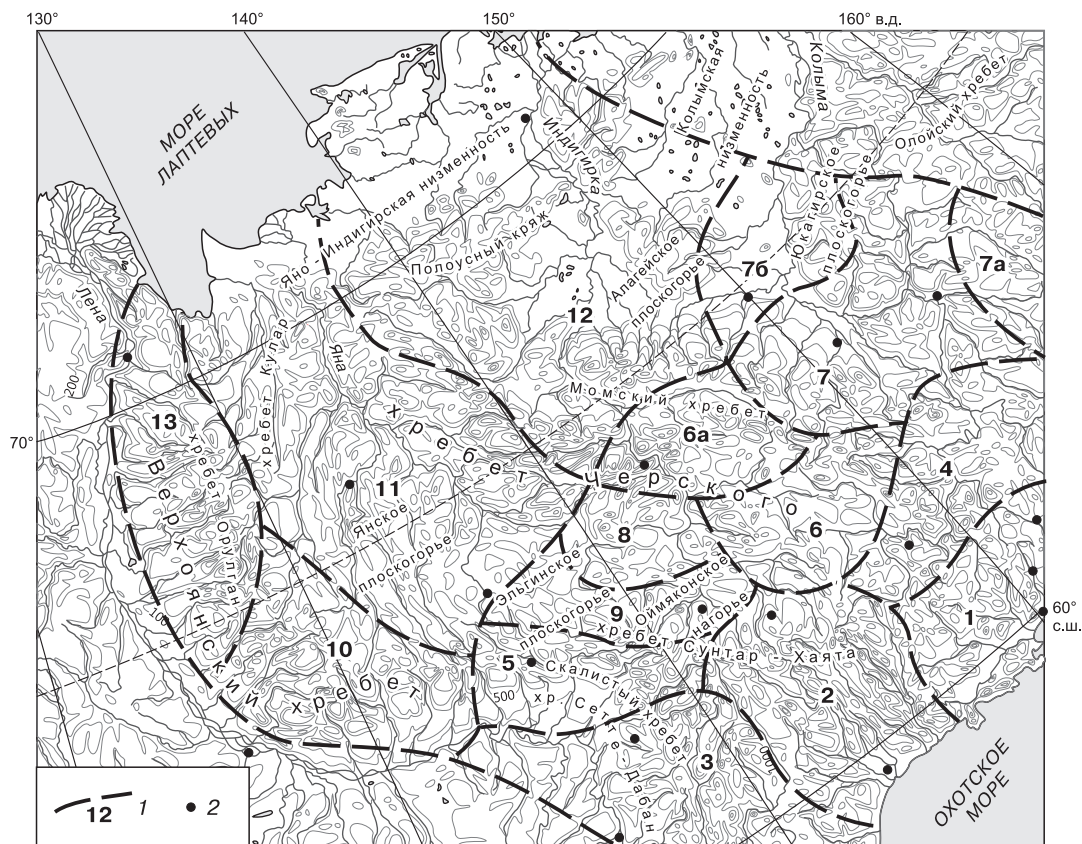 130°
140°
150°
160° в.д.
МОРЕ
ЛАПТЕВЫХ
Колымская
низменность
Колыма
Олойский хребет
Индигирка
Яно - Индигирская низменность
Юкагирское
плоскогорье
Полоусный кряж
Алазейское
плоскогорье
7а
7б
12
Лена
200
хребет Кулар
Яна
7
Момский хребет
6а
13
70°
хребет Орулган
Верхоянский хребет
хребет Черского
4
11
Янское
плоскогорье
8
6
Эльгинское
плоскогорье
Оймяконское
нагорье
9
1
60°
с.ш.
хребет Сунтар - Хаята
10
5
Скалистый хребет
500
хр. Сетте - Дабан
2
3
1000
ОХОТСКОЕ
МОРЕ
12 1 2